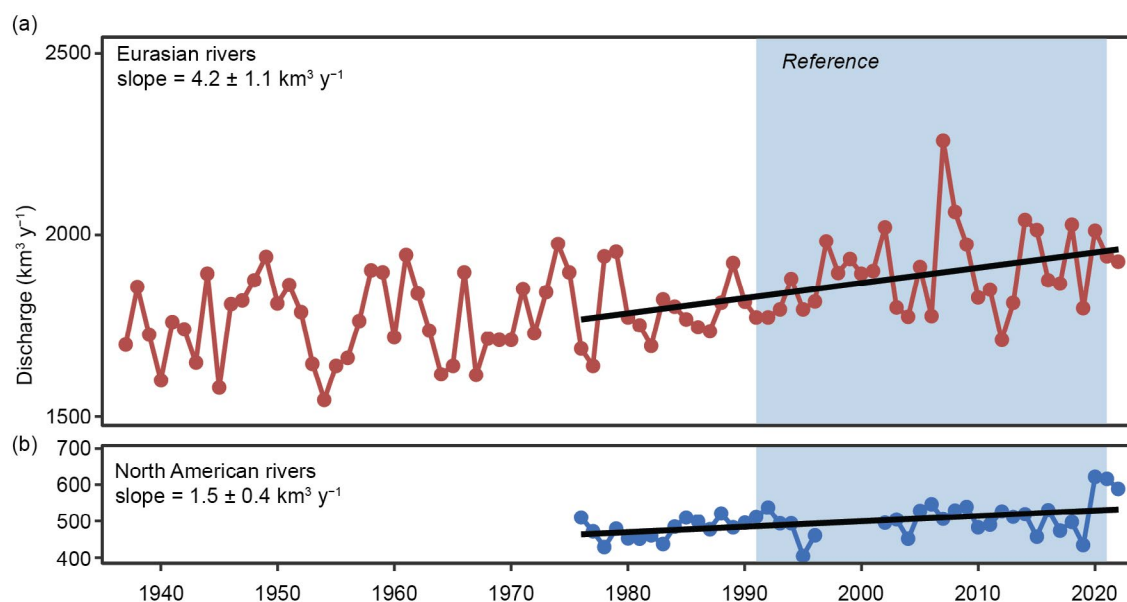 (a)
2500
Eurasian rivers
slope = 4.2 ± 1.1 km³ y⁻¹
Reference
2000
Discharge (km³ y⁻¹)
1500
(b)
700
North American rivers
slope = 1.5 ± 0.4 km³ y⁻¹
600
500
400
1940 1950 1960 1970 1980 1990 2000 2010 2020